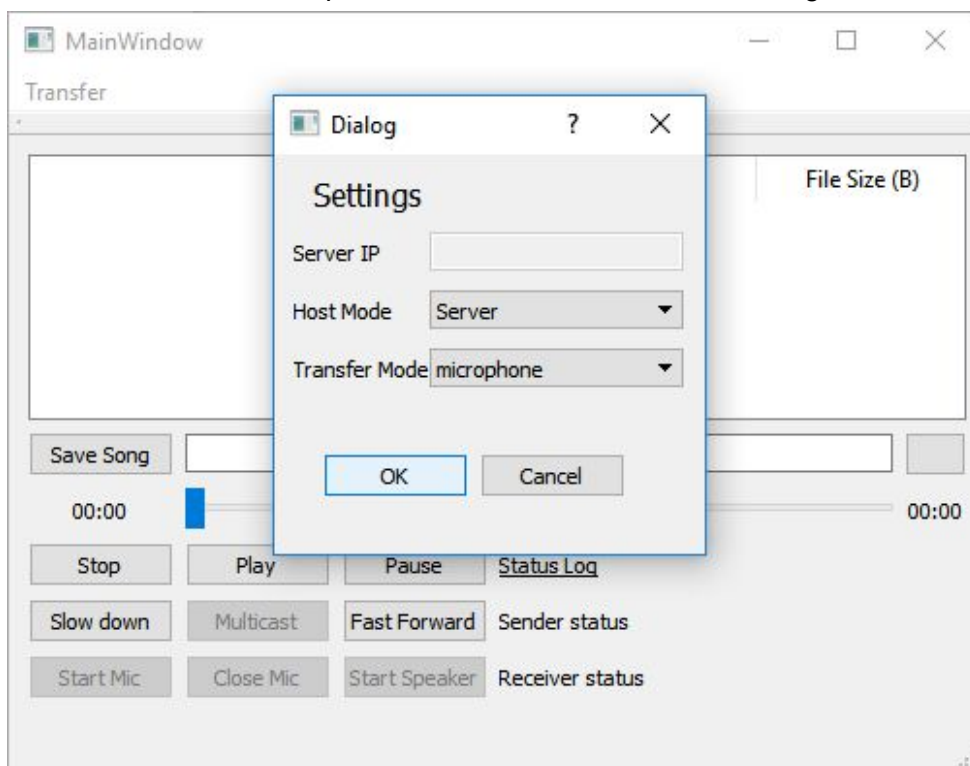 MainWindow
Transfer
Dialog ?
Settings
File Size (B)
Server IP
Host Mode Server
Transfer Mode microphone
OK Cancel
Save Song
00:00 00:00
Stop Play Pause Status Log
Slow down Multicast Fast Forward Sender status
Start Mic Close Mic Start Speaker Receiver status